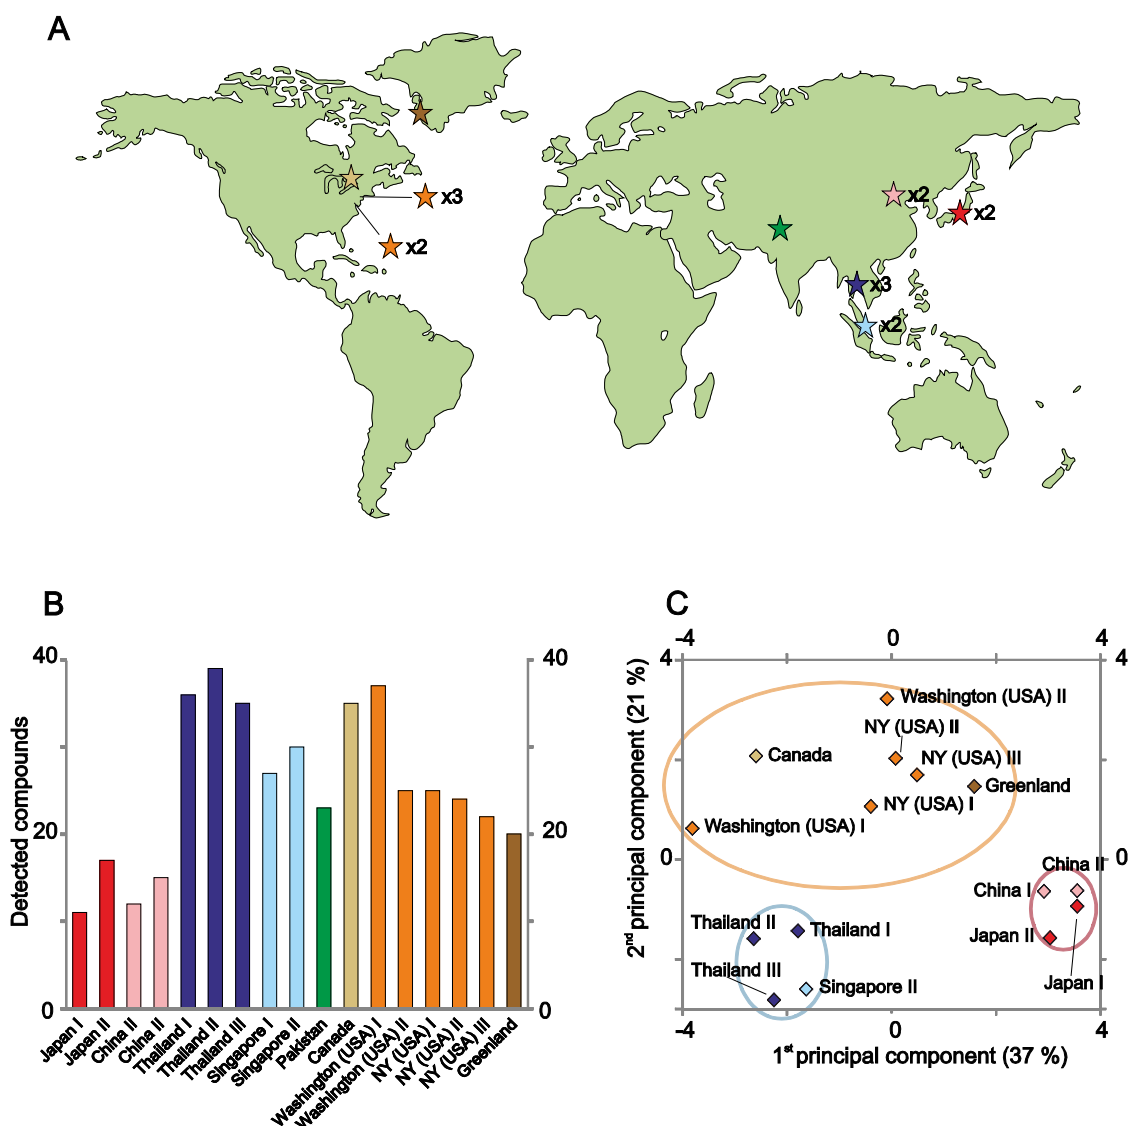 A
x3
x2
x2
x2
x3
x2
B
Detected compounds
40
20
0
40
20
0
Japan I
Japan II
China II
China II
Thailand I
Thailand II
Thailand III
Singapore I
Singapore II
Pakistan
Canada
Washington (USA) I
Washington (USA) II
NY (USA) I
NY (USA) II
NY (USA) III
Greenland
C
-4 0 4
2nd principal component (21 %)
4
0
4
0
Washington (USA) II
NY (USA) II
Canada
NY (USA) III
Greenland
NY (USA) I
Washington (USA) I
China II
China I
Thailand II
Thailand I
Japan II
Thailand III
Singapore II
Japan I
-4 0 4
1st principal component (37 %)